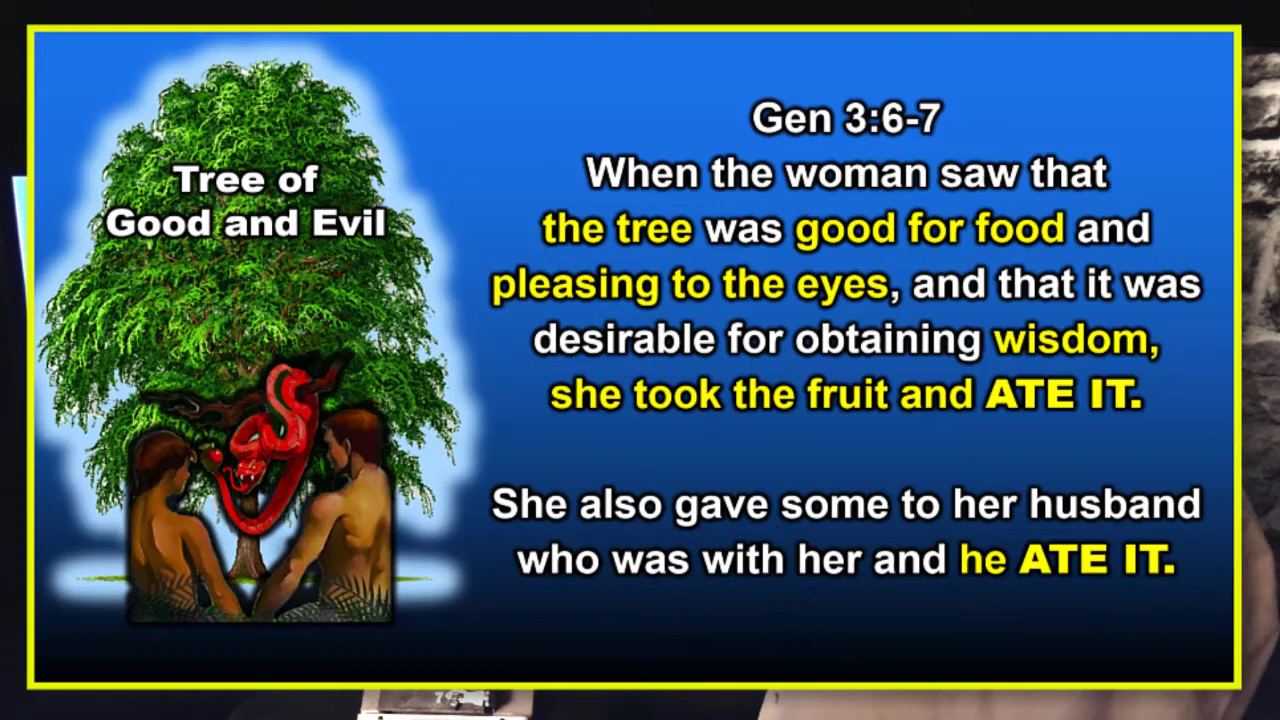 Tree of
Good and Evil
Gen 3:6-7
When the woman saw that
the tree was good for food and
pleasing to the eyes, and that it was
desirable for obtaining wisdom,
she took the fruit and ATE IT.
She also gave some to her husband
who was with her and he ATE IT.